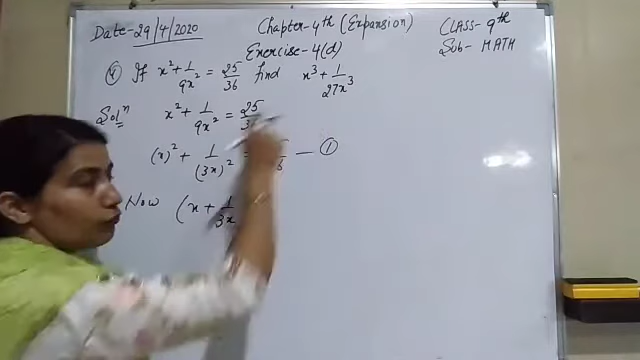 Date-29/4/2020 Chapter-4th (Expansion) CLASS-9th
Sub- MATH
Exercise-4(d)
④ If x² + 1/9x² = 25/36 find x³ + 1/27x³
Solⁿ x² + 1/9x² = 25/36
(x)² + 1/(3x)² = — ①
Now (x + 1/3x